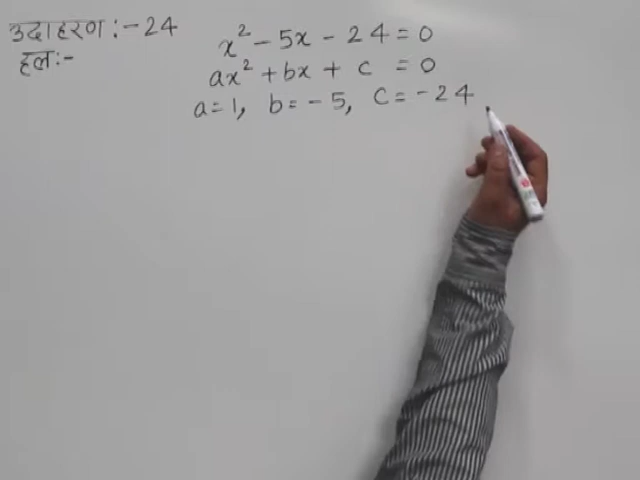 उदाहरण :- 24
x² - 5x - 24 = 0
हल :-
ax² + bx + c = 0
a = 1, b = - 5, c = - 24